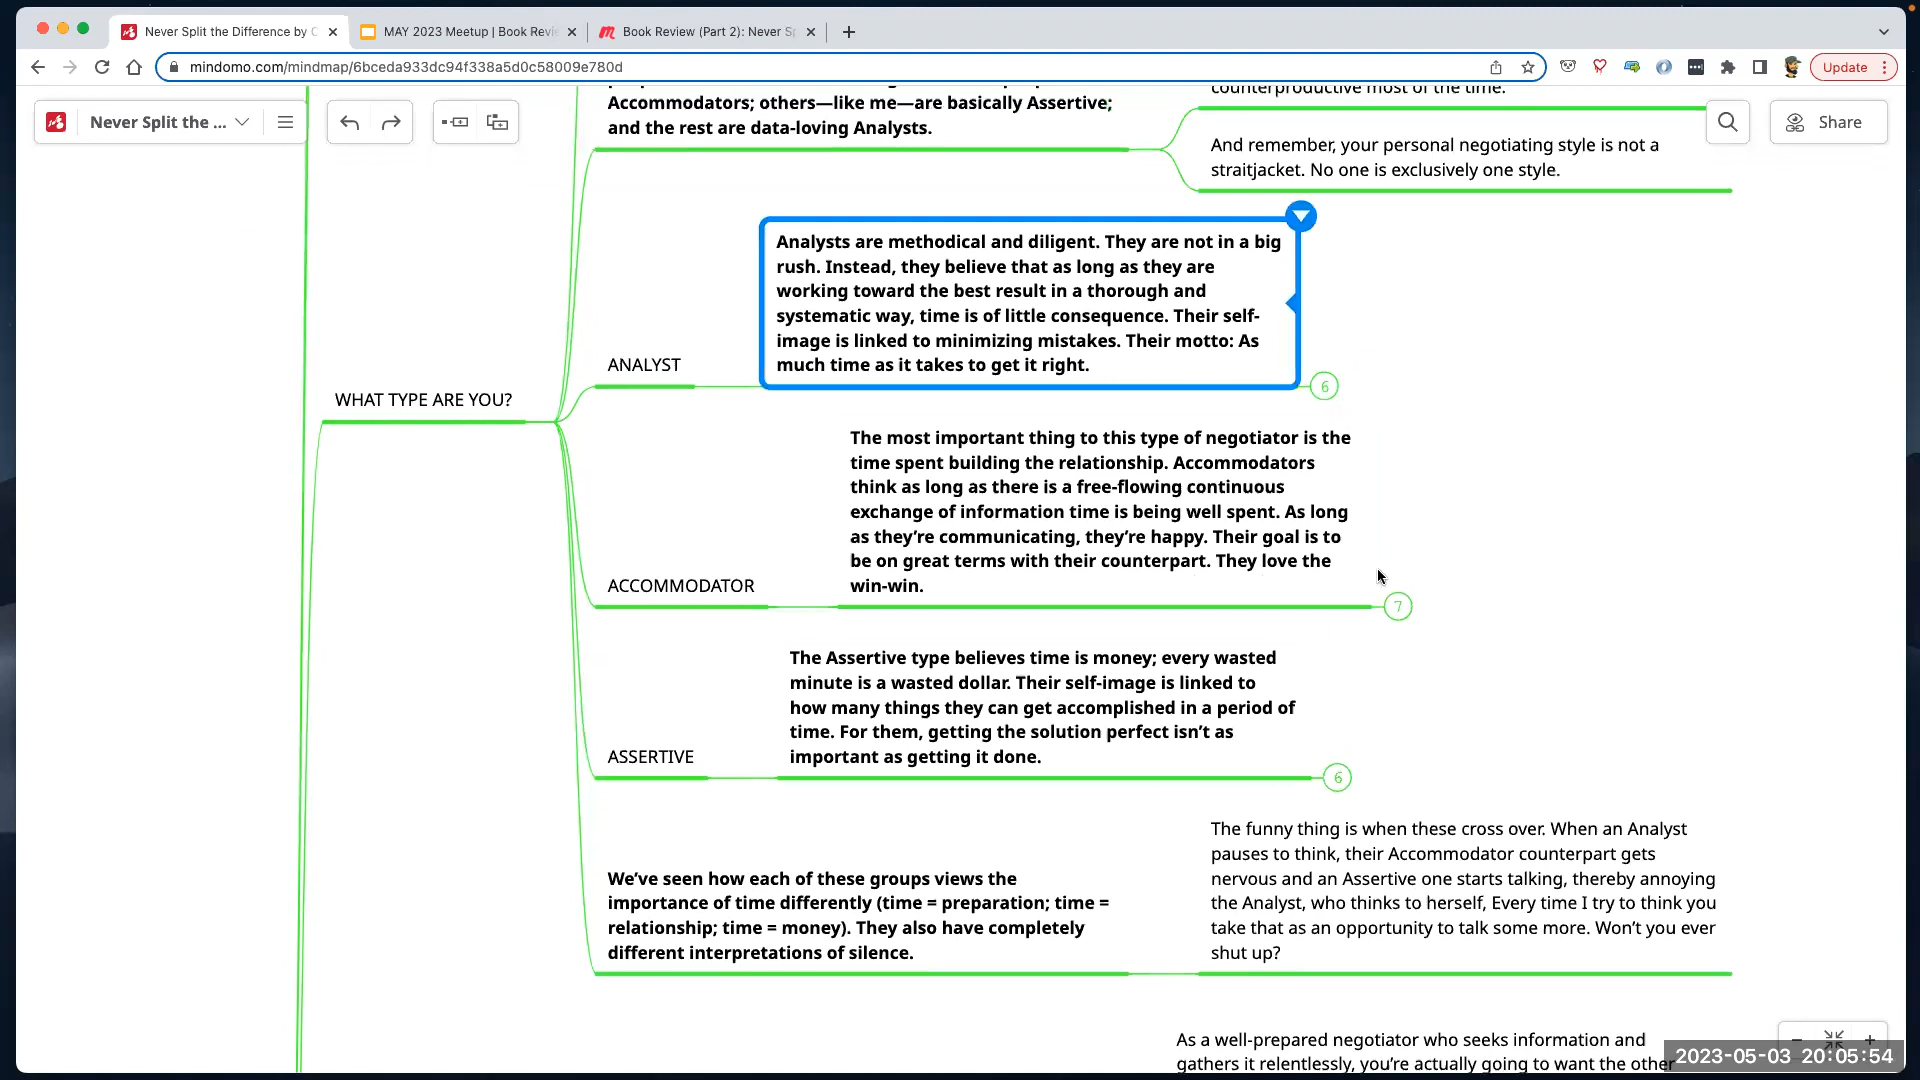 Never Split the Difference by C
MAY 2023 Meetup | Book Revie
Book Review (Part 2): Never Sp
mindomo.com/mindmap/6bceda933dc94f338a5d0c58009e780d
Update
Never Split the ...
Share
Accommodators; others—like me—are basically Assertive;
and the rest are data-loving Analysts.
counterproductive most of the time.
And remember, your personal negotiating style is not a
straitjacket. No one is exclusively one style.
WHAT TYPE ARE YOU?
ANALYST
Analysts are methodical and diligent. They are not in a big
rush. Instead, they believe that as long as they are
working toward the best result in a thorough and
systematic way, time is of little consequence. Their self-
image is linked to minimizing mistakes. Their motto: As
much time as it takes to get it right.
6
ACCOMMODATOR
The most important thing to this type of negotiator is the
time spent building the relationship. Accommodators
think as long as there is a free-flowing continuous
exchange of information time is being well spent. As long
as they’re communicating, they’re happy. Their goal is to
be on great terms with their counterpart. They love the
win-win.
7
ASSERTIVE
The Assertive type believes time is money; every wasted
minute is a wasted dollar. Their self-image is linked to
how many things they can get accomplished in a period of
time. For them, getting the solution perfect isn’t as
important as getting it done.
6
We’ve seen how each of these groups views the
importance of time differently (time = preparation; time =
relationship; time = money). They also have completely
different interpretations of silence.
The funny thing is when these cross over. When an Analyst
pauses to think, their Accommodator counterpart gets
nervous and an Assertive one starts talking, thereby annoying
the Analyst, who thinks to herself, Every time I try to think you
take that as an opportunity to talk some more. Won’t you ever
shut up?
As a well-prepared negotiator who seeks information and
gathers it relentlessly, you’re actually going to want the other
2023-05-03 20:05:54